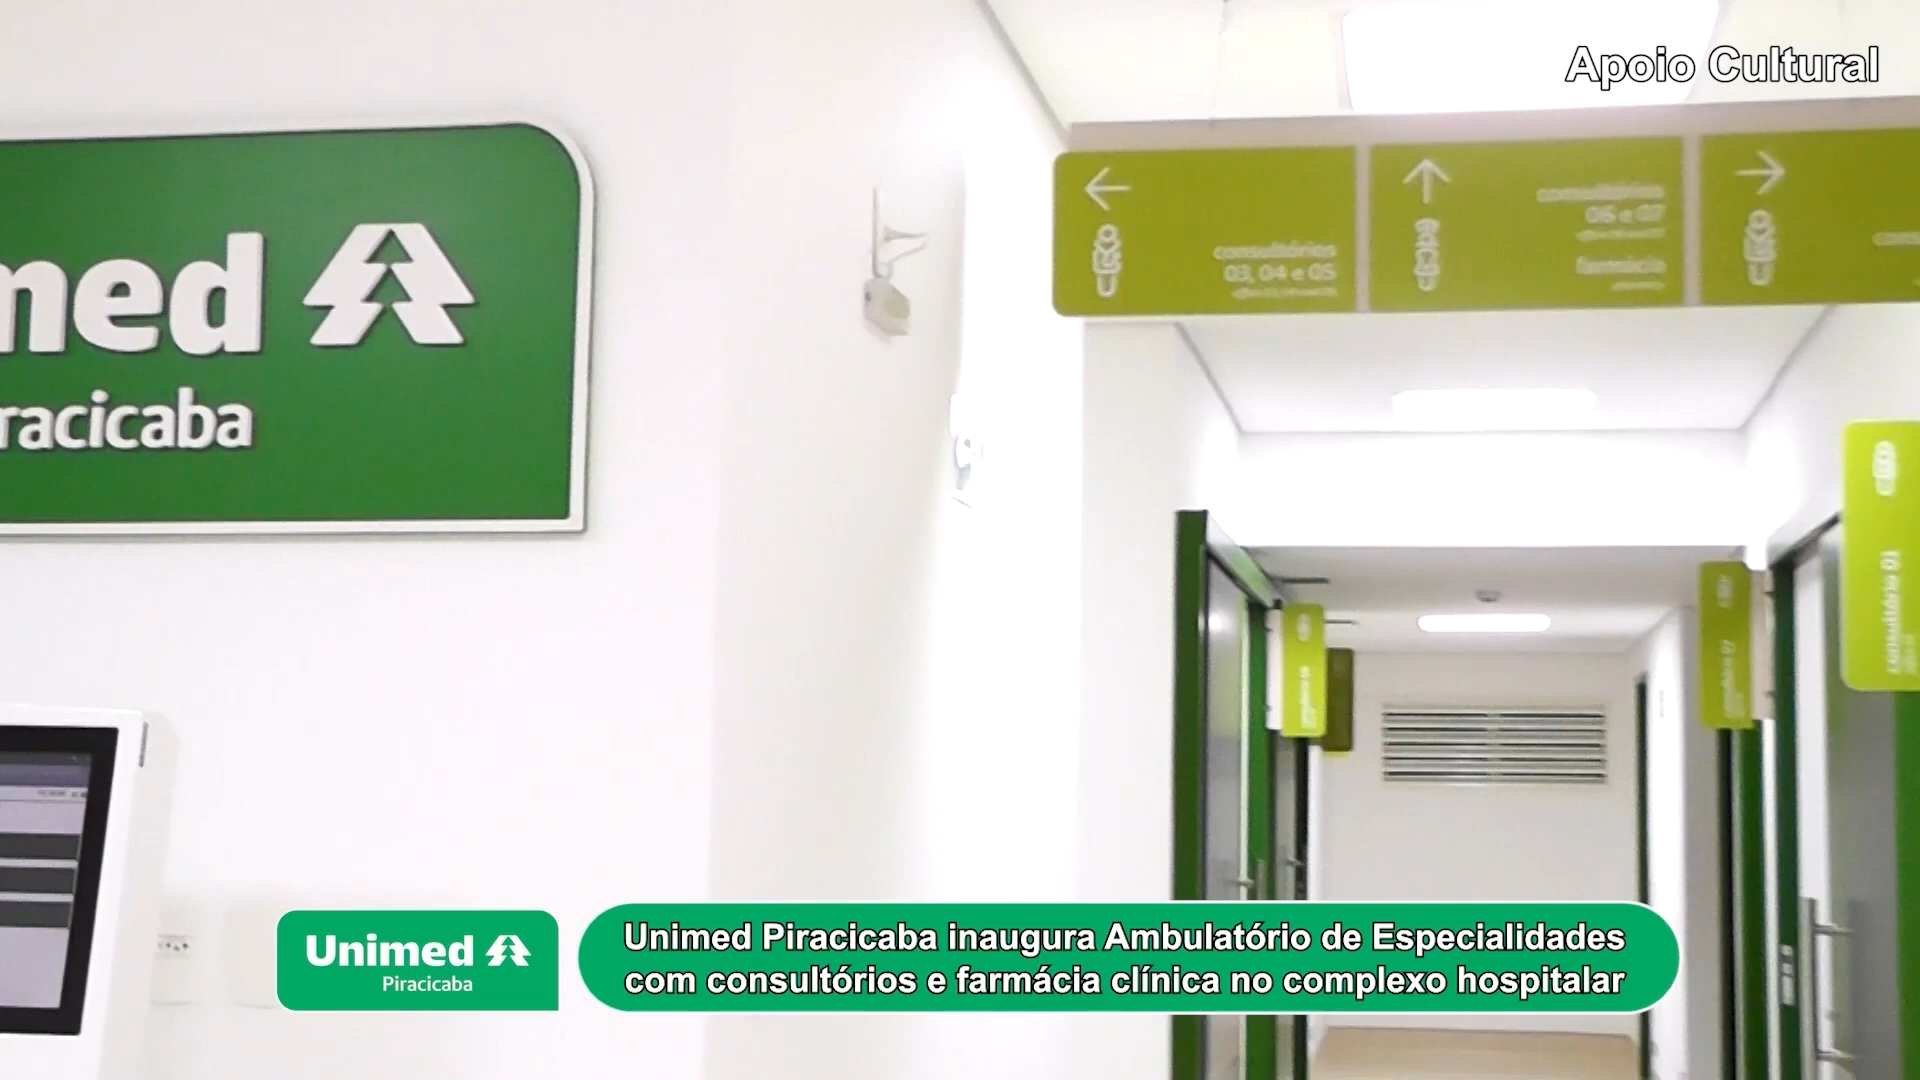 Apoio Cultural
med
racicaba
consultórios
03, 04 e 05
consultórios
06 e 07
farmácia
Unimed
Piracicaba
Unimed Piracicaba inaugura Ambulatório de Especialidades
com consultórios e farmácia clínica no complexo hospitalar